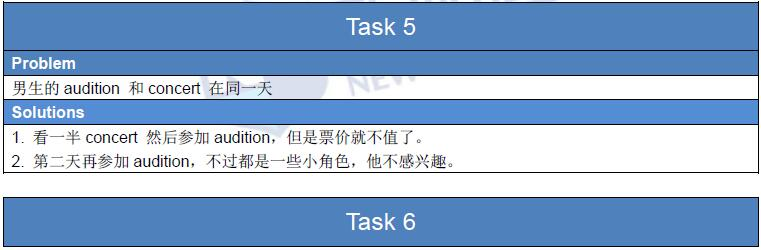 Task 5
Problem
男生的 audition 和 concert 在同一天
NEW
Solutions
1. 看一半 concert 然后参加 audition，但是票价就不值了。
2. 第二天再参加 audition，不过都是一些小角色，他不感兴趣。
Task 6